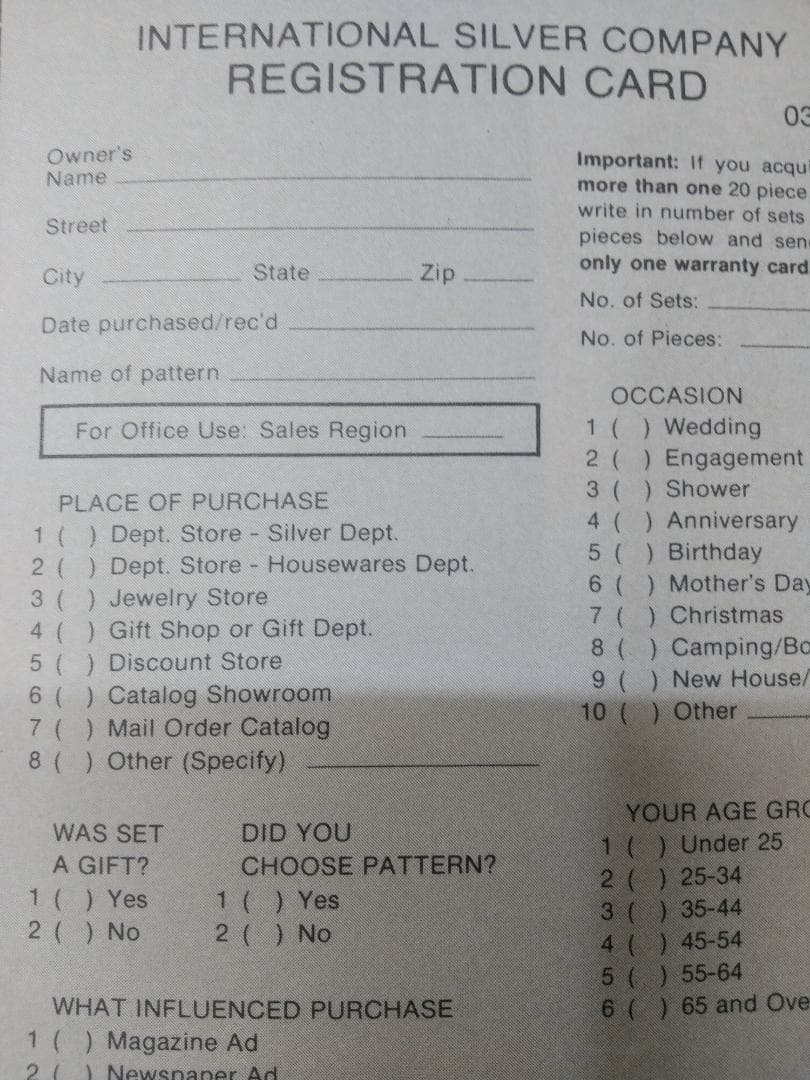 INTERNATIONAL SILVER COMPANY
REGISTRATION CARD
03
Owner's
Name
Street
City State Zip
Date purchased/rec'd
Name of pattern
For Office Use: Sales Region
Important: If you acqui
more than one 20 piece
write in number of sets
pieces below and sen
only one warranty card
No. of Sets:
No. of Pieces:
PLACE OF PURCHASE
1 ( ) Dept. Store - Silver Dept.
2 ( ) Dept. Store - Housewares Dept.
3 ( ) Jewelry Store
4 ( ) Gift Shop or Gift Dept.
5 ( ) Discount Store
6 ( ) Catalog Showroom
7 ( ) Mail Order Catalog
8 ( ) Other (Specify)
OCCASION
1 ( ) Wedding
2 ( ) Engagement
3 ( ) Shower
4 ( ) Anniversary
5 ( ) Birthday
6 ( ) Mother's Day
7 ( ) Christmas
8 ( ) Camping/Bo
9 ( ) New House/
10 ( ) Other
WAS SET
A GIFT?
1 ( ) Yes
2 ( ) No
DID YOU
CHOOSE PATTERN?
1 ( ) Yes
2 ( ) No
YOUR AGE GRO
1 ( ) Under 25
2 ( ) 25-34
3 ( ) 35-44
4 ( ) 45-54
5 ( ) 55-64
6 ( ) 65 and Ove
WHAT INFLUENCED PURCHASE
1 ( ) Magazine Ad
2 ( ) Newspaper Ad